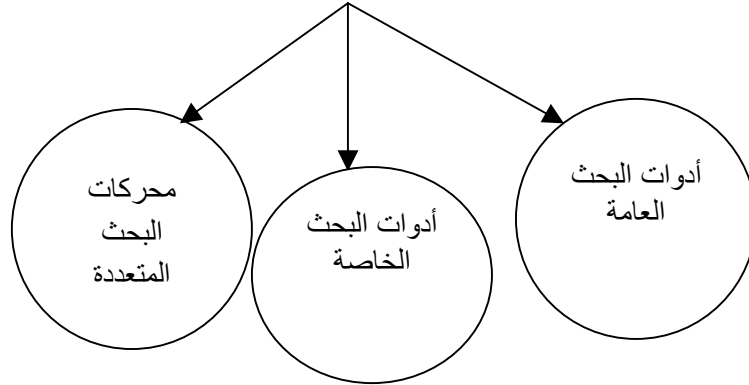 أدوات البحث
العامة
أدوات البحث
الخاصة
محركات
البحث
المتعددة